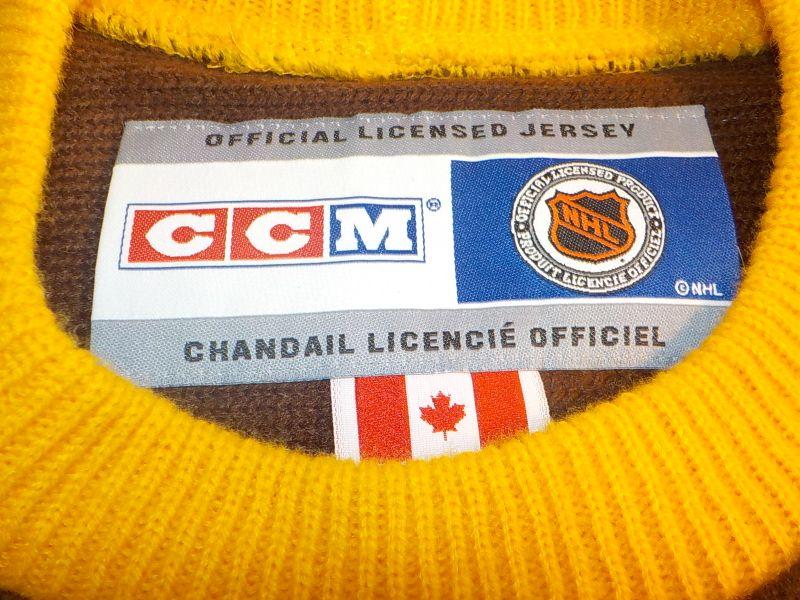 OFFICIAL LICENSED JERSEY
CCM®
OFFICIAL LICENSED PRODUCT
NHL
PRODUIT LICENCIE OFFICIEL
© NHL
CHANDAIL LICENCIÉ OFFICIEL